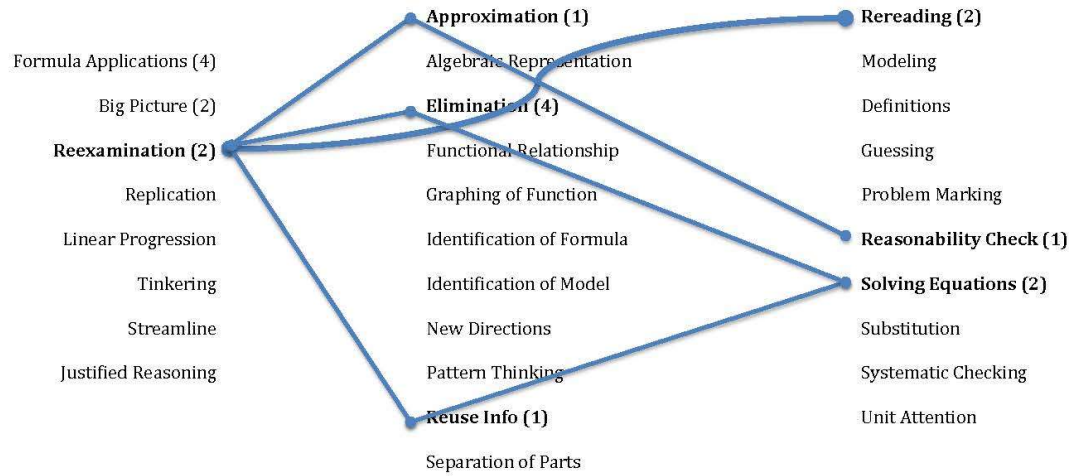 Formula Applications (4)
Big Picture (2)
Reexamination (2)
Replication
Linear Progression
Tinkering
Streamline
Justified Reasoning
Approximation (1)
Algebraic Representation
Elimination (4)
Functional Relationship
Graphing of Function
Identification of Formula
Identification of Model
New Directions
Pattern Thinking
Reuse Info (1)
Separation of Parts
Rereading (2)
Modeling
Definitions
Guessing
Problem Marking
Reasonability Check (1)
Solving Equations (2)
Substitution
Systematic Checking
Unit Attention